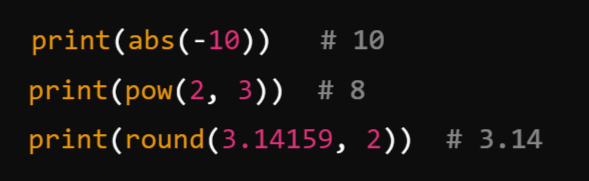 print(abs(-10))   # 10
print(pow(2, 3))  # 8
print(round(3.14159, 2))  # 3.14